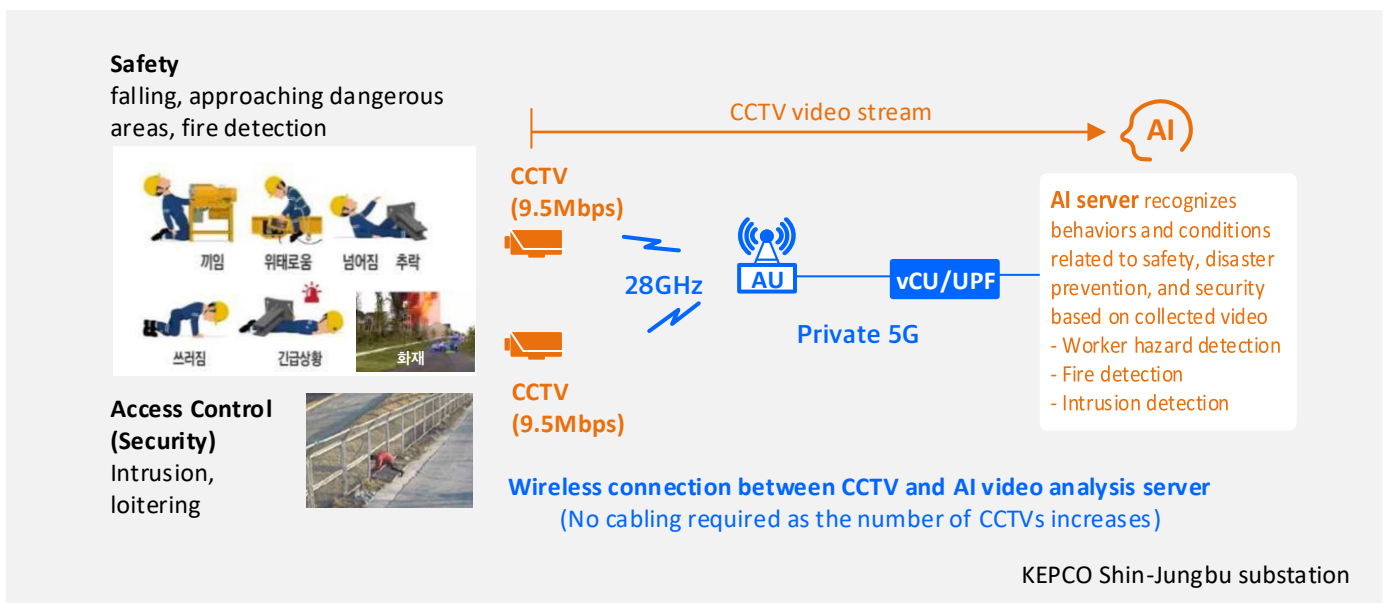 Safety
falling, approaching dangerous
areas, fire detection
끼임
위태로움
넘어짐
추락
쓰러짐
긴급상황
화재
Access Control
(Security)
Intrusion,
loitering
CCTV video stream
AI
CCTV
(9.5Mbps)
28GHz
CCTV
(9.5Mbps)
AU
vCU/UPF
Private 5G
AI server recognizes
behaviors and conditions
related to safety, disaster
prevention, and security
based on collected video
- Worker hazard detection
- Fire detection
- Intrusion detection
Wireless connection between CCTV and AI video analysis server
(No cabling required as the number of CCTVs increases)
KEPCO Shin-Jungbu substation